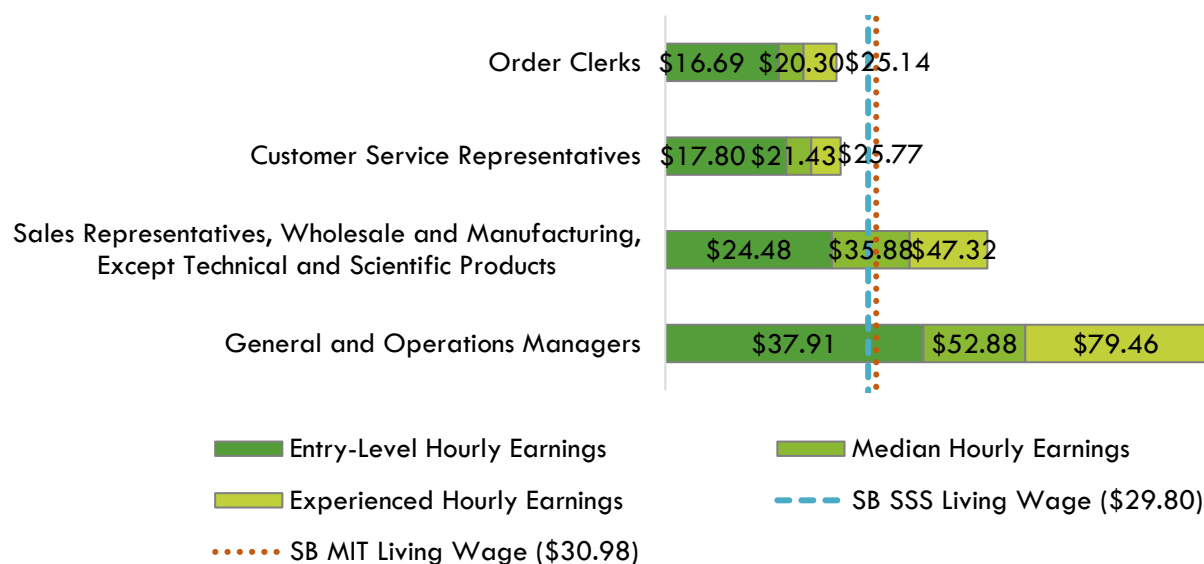 Order Clerks $16.69 $20.30 $25.14
Customer Service Representatives $17.80 $21.43 $25.77
Sales Representatives, Wholesale and Manufacturing,
Except Technical and Scientific Products $24.48 $35.88 $47.32
General and Operations Managers $37.91 $52.88 $79.46
Entry-Level Hourly Earnings Median Hourly Earnings
Experienced Hourly Earnings SB SSS Living Wage ($29.80)
SB MIT Living Wage ($30.98)